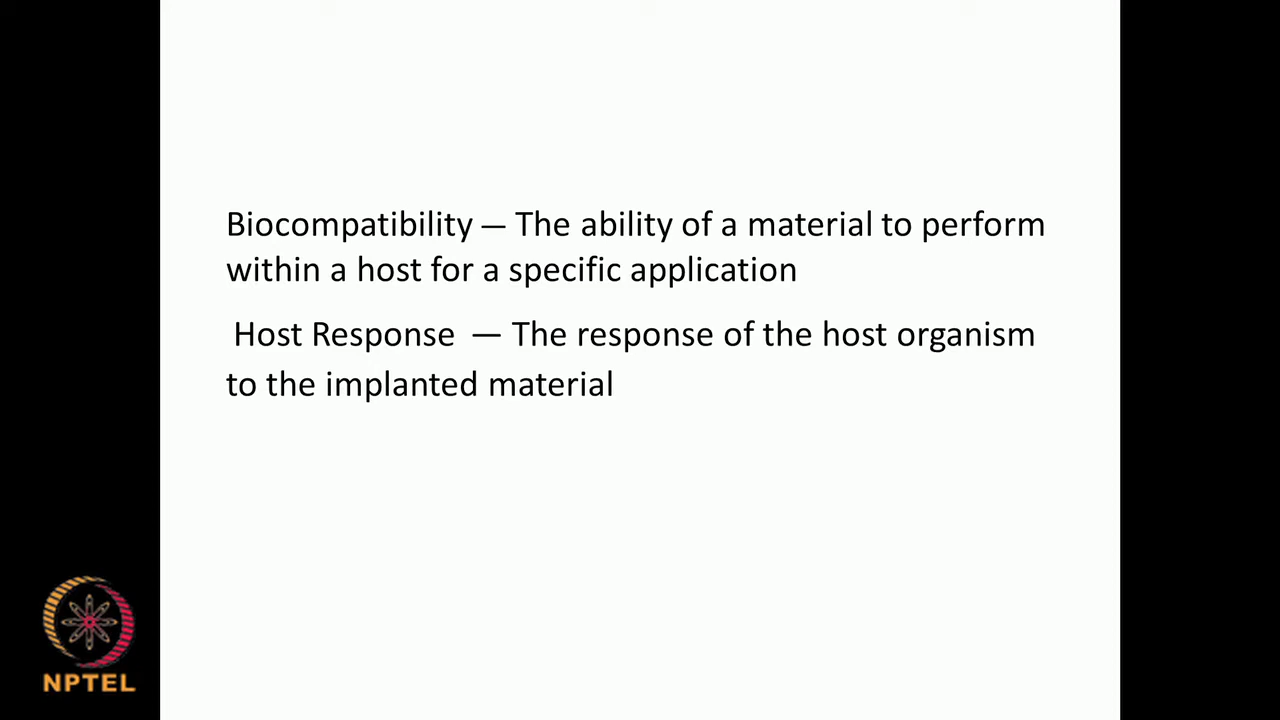 Biocompatibility — The ability of a material to perform
within a host for a specific application
Host Response — The response of the host organism
to the implanted material
NPTEL